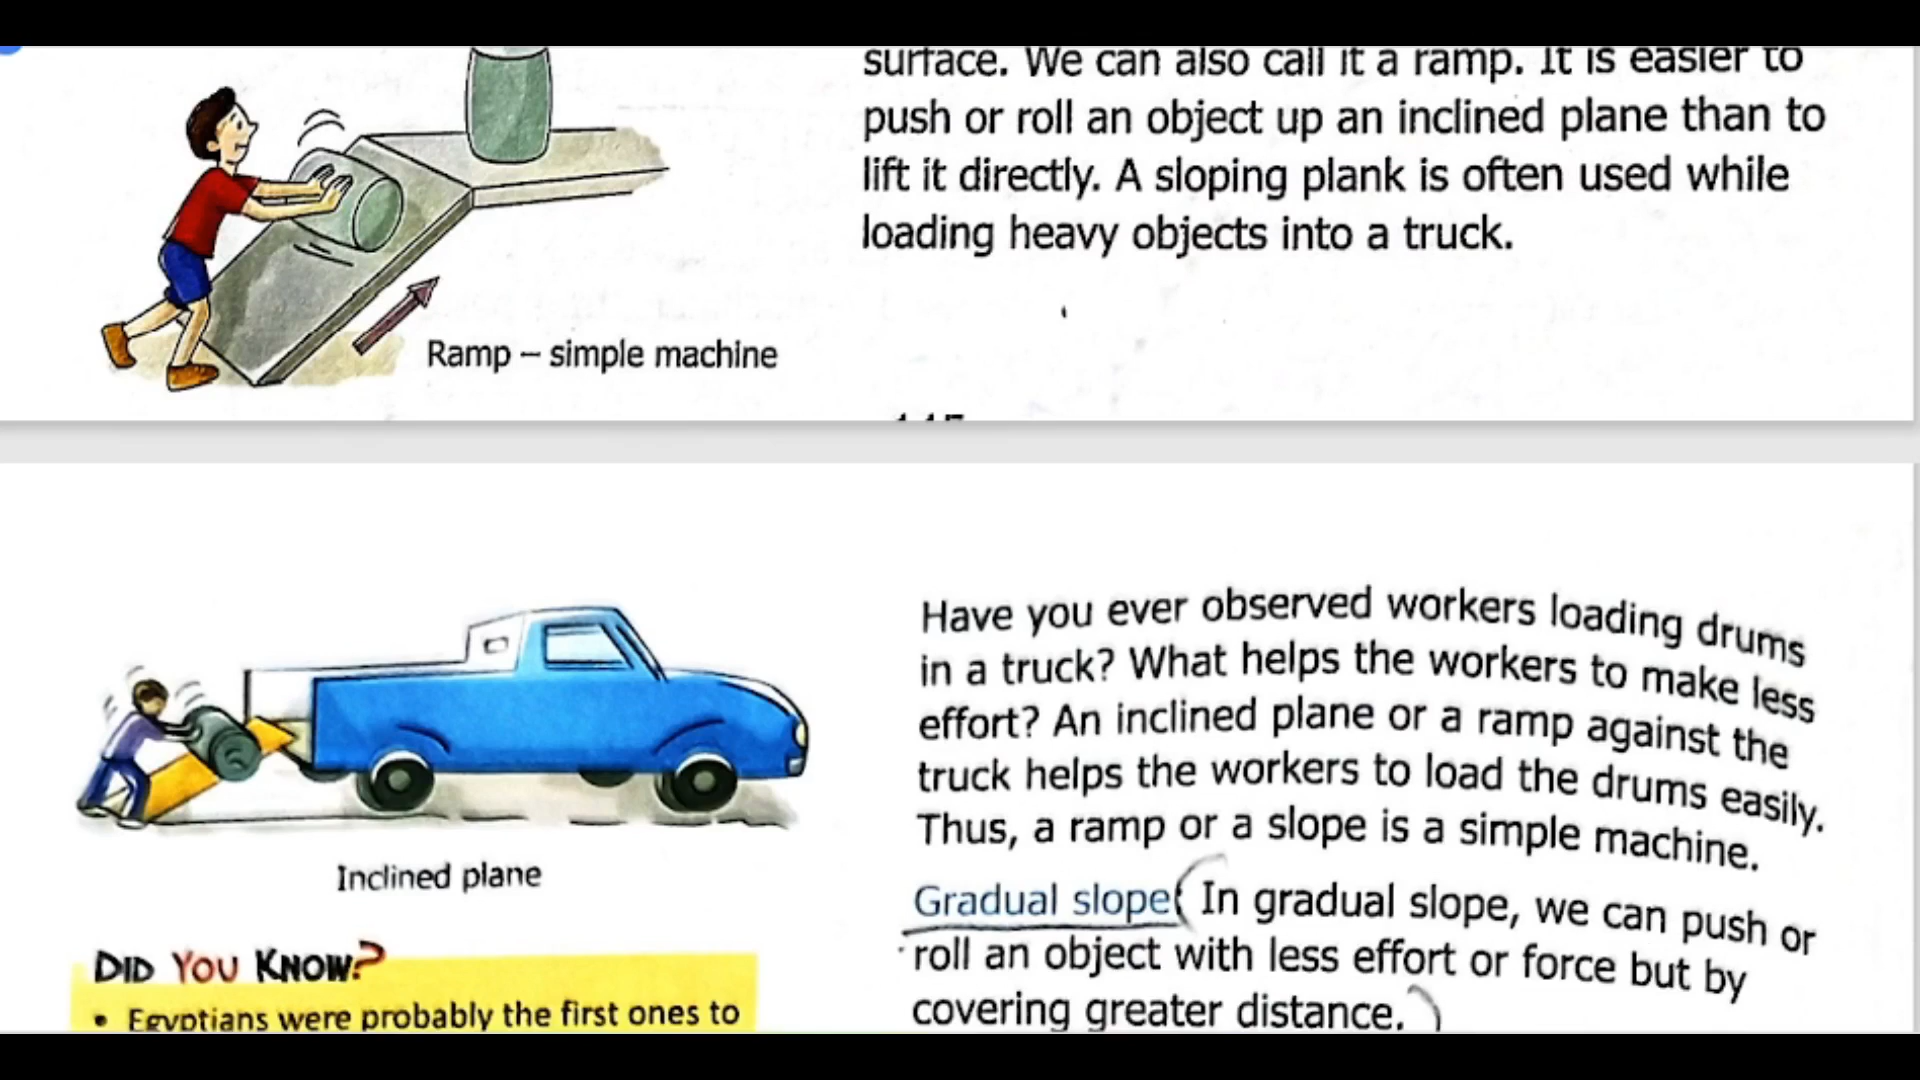 surface. We can also call it a ramp. It is easier to
push or roll an object up an inclined plane than to
lift it directly. A sloping plank is often used while
loading heavy objects into a truck.
Ramp – simple machine
Inclined plane
Have you ever observed workers loading drums
in a truck? What helps the workers to make less
effort? An inclined plane or a ramp against the
truck helps the workers to load the drums easily.
Thus, a ramp or a slope is a simple machine.
Gradual slope( In gradual slope, we can push or
roll an object with less effort or force but by
covering greater distance.)
DID YOU KNOW?
• Egyptians were probably the first ones to